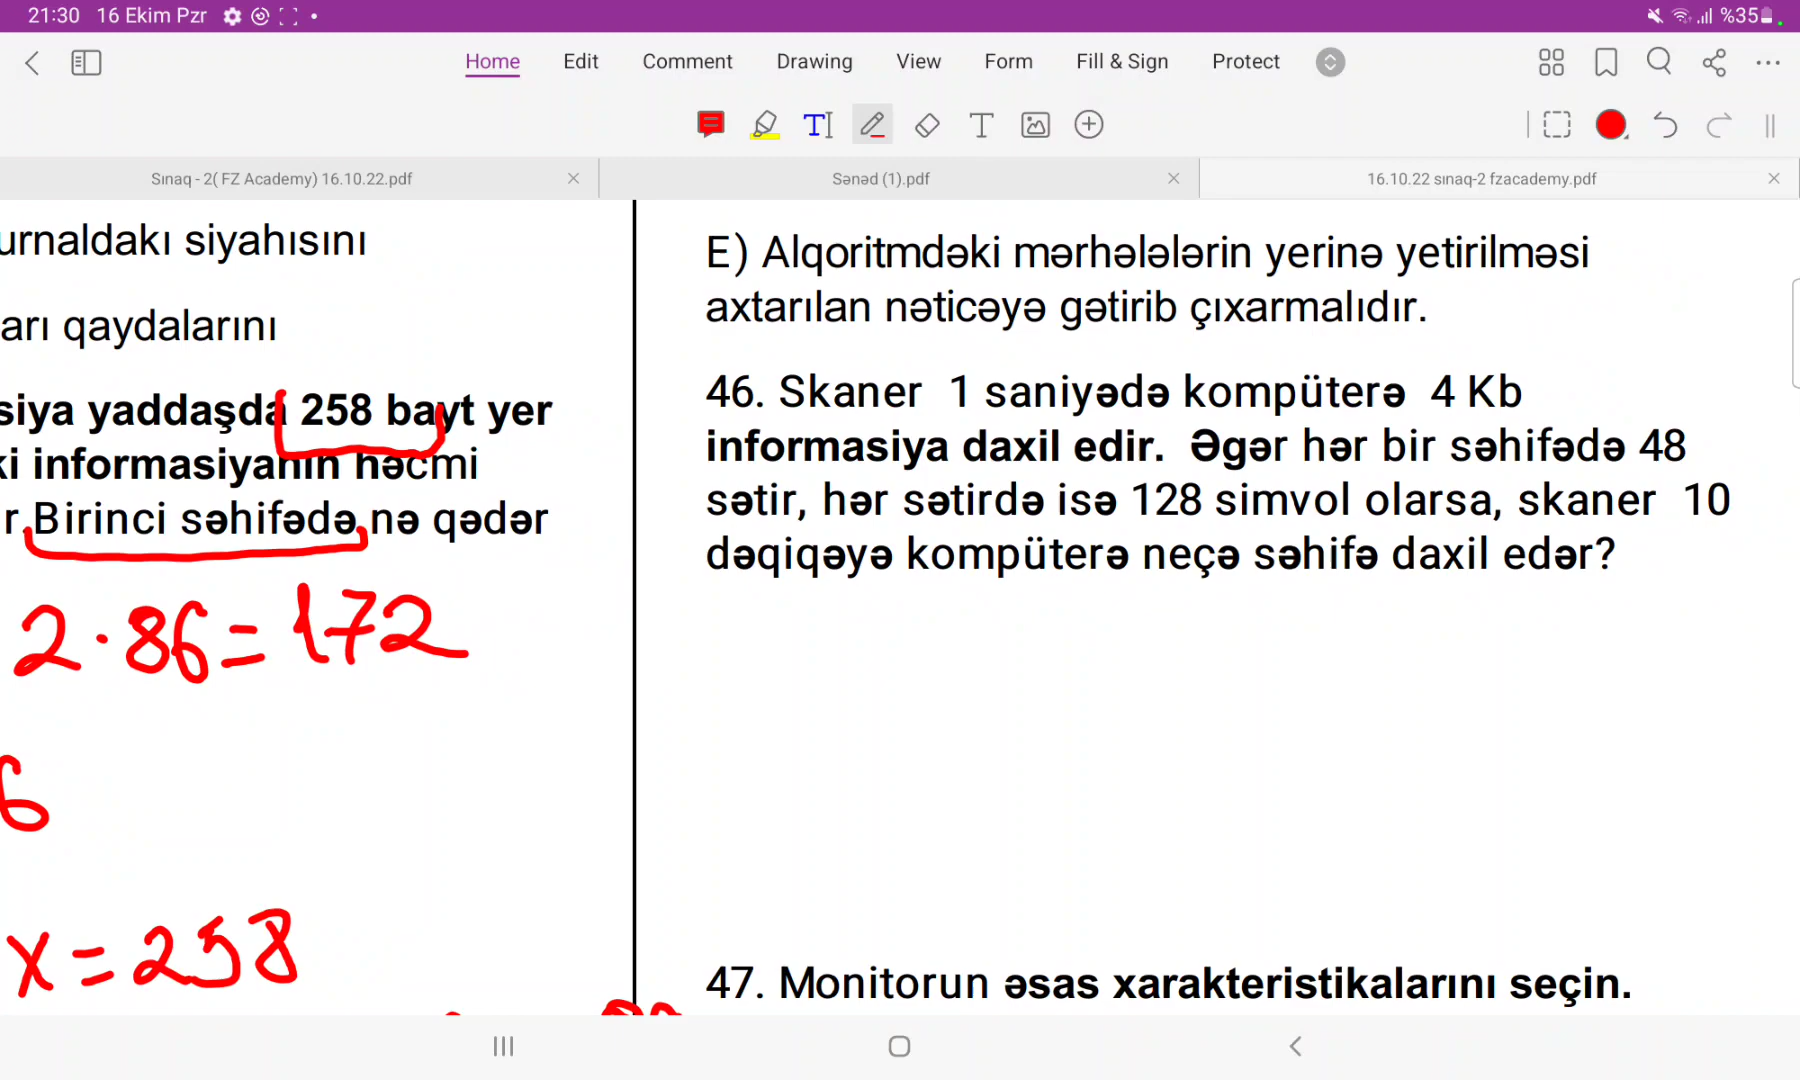 21:30 16 Ekim Pzr
%35
Home Edit Comment Drawing View Form Fill & Sign Protect
Sınaq - 2( FZ Academy) 16.10.22.pdf
Sənəd (1).pdf
16.10.22 sınaq-2 fzacademy.pdf
urnaldakı siyahısını
arı qaydalarını
siya yaddaşda 258 bayt yer
ki informasiyanın həcmi
r. Birinci səhifədə nə qədər
2 · 86 = 172
6
x = 258
E) Alqoritmdəki mərhələlərin yerinə yetirilməsi
axtarılan nəticəyə gətirib çıxarmalıdır.
46. Skaner 1 saniyədə kompüterə 4 Kb
informasiya daxil edir. Əgər hər bir səhifədə 48
sətir, hər sətirdə isə 128 simvol olarsa, skaner 10
dəqiqəyə kompüterə neçə səhifə daxil edər?
47. Monitorun əsas xarakteristikalarını seçin.